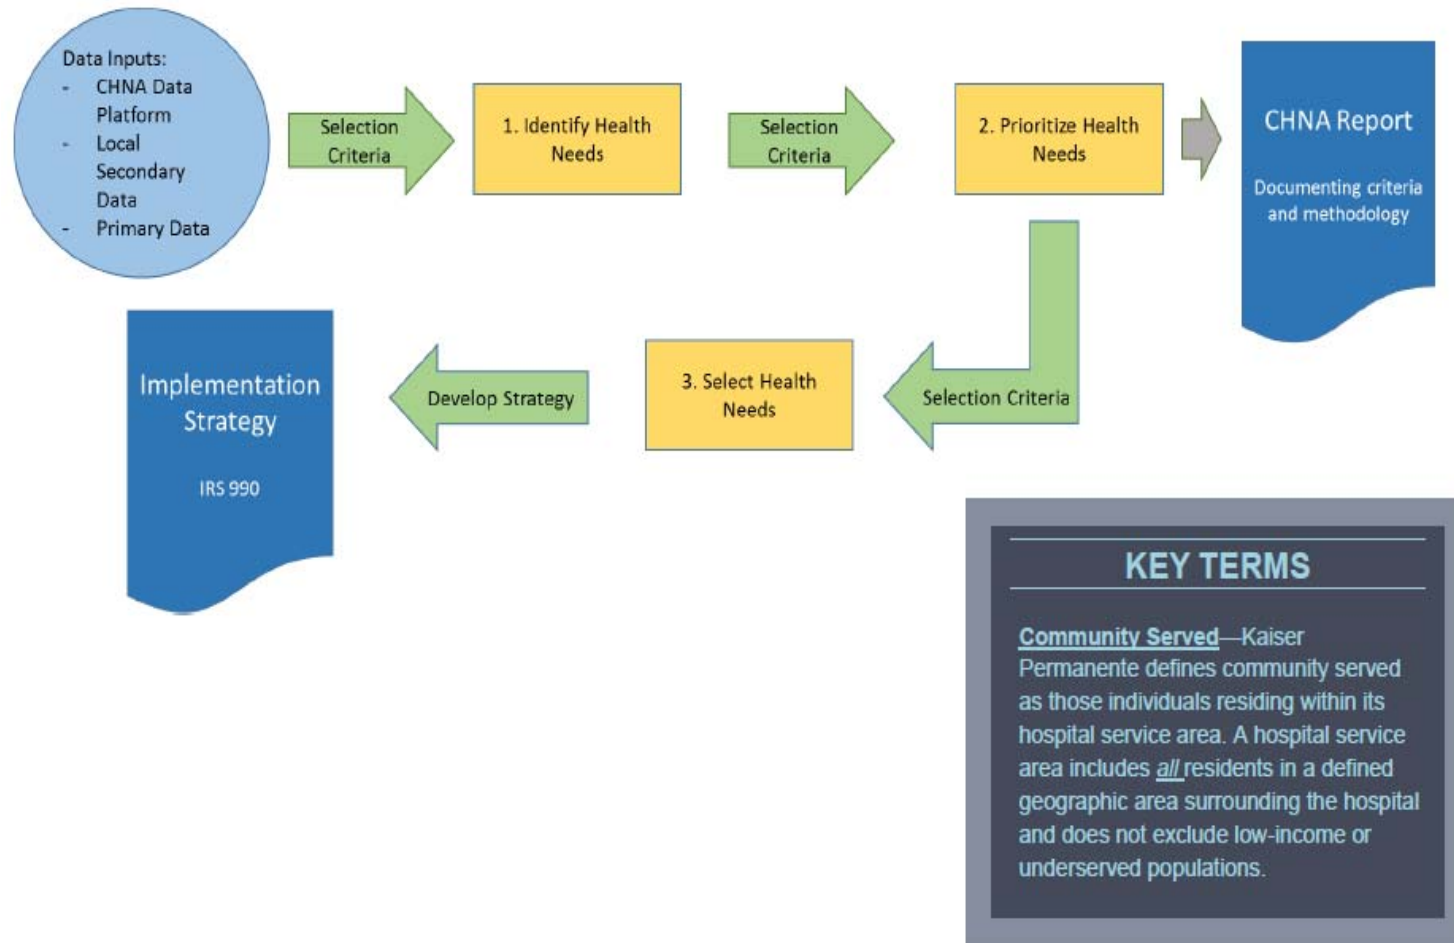 Data Inputs:
- CHNA Data
Platform
- Local
Secondary
Data
- Primary Data
Selection
Criteria
1. Identify Health
Needs
Selection
Criteria
2. Prioritize Health
Needs
CHNA Report
Documenting criteria
and methodology
Selection Criteria
3. Select Health
Needs
Develop Strategy
Implementation
Strategy
IRS 990
KEY TERMS
Community Served—Kaiser
Permanente defines community served
as those individuals residing within its
hospital service area. A hospital service
area includes all residents in a defined
geographic area surrounding the hospital
and does not exclude low-income or
underserved populations.